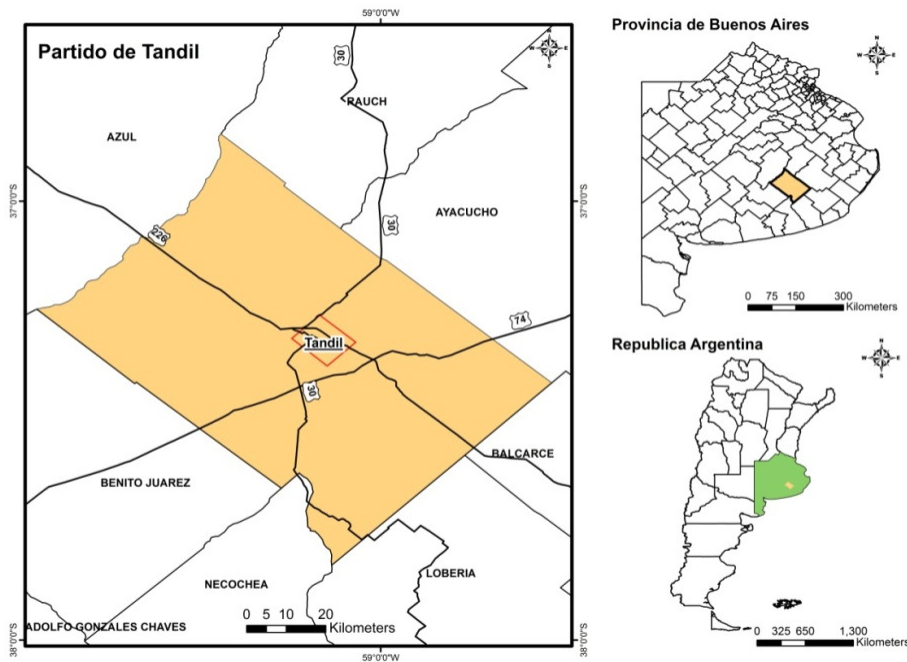 59°0'0"W
Partido de Tandil
N
W E
S
30
RAUCH
AZUL
37°0'0"S
37°0'0"S
AYACUCHO
30
226
74
Tandil
30
BALCARCE
BENITO JUAREZ
NECOCHEA
LOBERIA
ADOLFO GONZALES CHAVES
0 5 10 20
Kilometers
38°0'0"S
38°0'0"S
59°0'0"W
Provincia de Buenos Aires
N
W E
S
0 75 150 300
Kilometers
Republica Argentina
N
W E
S
0 325 650 1,300
Kilometers